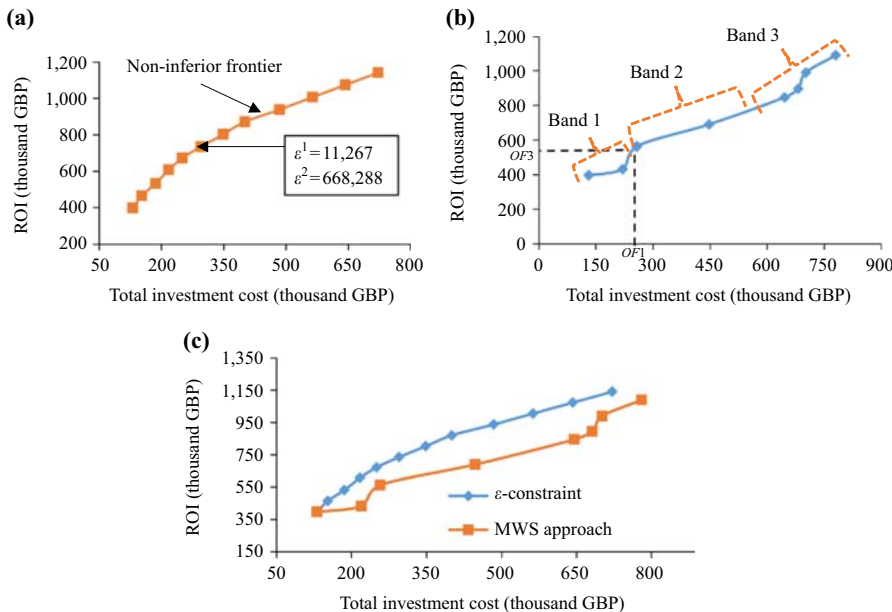 (a)
1,200
1,000
800
600
400
200
50 200 350 500 650 800
ROI (thousand GBP)
Total investment cost (thousand GBP)
Non-inferior frontier
ε¹=11,267
ε²=668,288
(b)
1,200
1,000
800
600
400
200
0
0 150 300 450 600 750 900
ROI (thousand GBP)
Total investment cost (thousand GBP)
Band 1
Band 2
Band 3
OF3
OF1
(c)
1,350
1,150
950
750
550
350
150
50 200 350 500 650 800
ROI (thousand GBP)
Total investment cost (thousand GBP)
ε-constraint
MWS approach